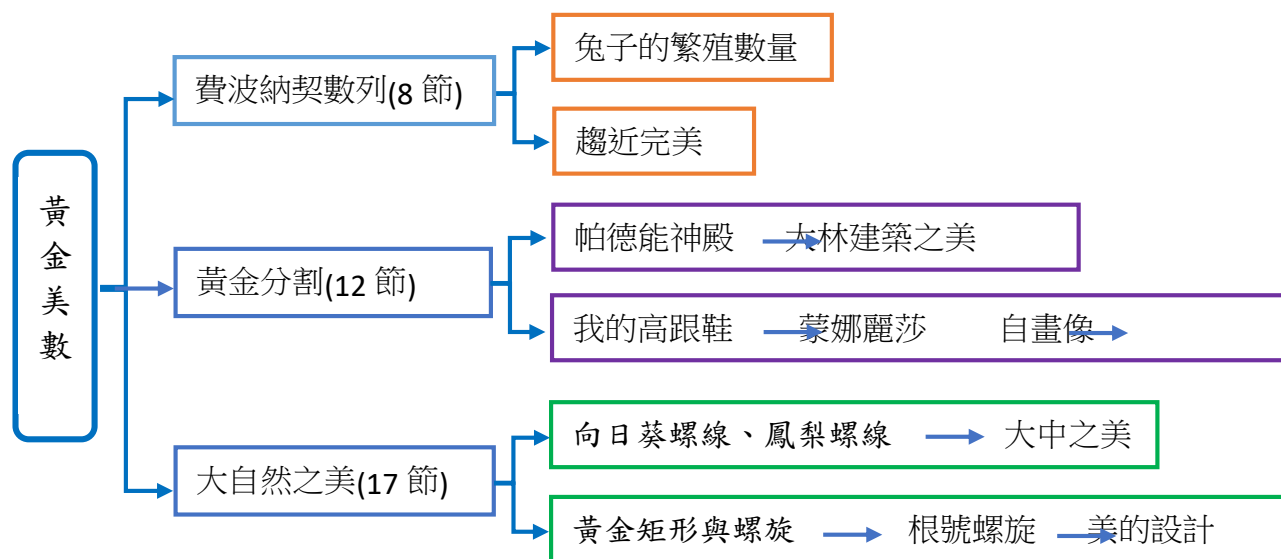 黃金美數
費波納契數列(8 節)
兔子的繁殖數量
趨近完美
黃金分割(12 節)
帕德能神殿 大林建築之美
我的高跟鞋 蒙娜麗莎 自畫像
大自然之美(17 節)
向日葵螺線、鳳梨螺線 大中之美
黃金矩形與螺旋 根號螺旋 美的設計